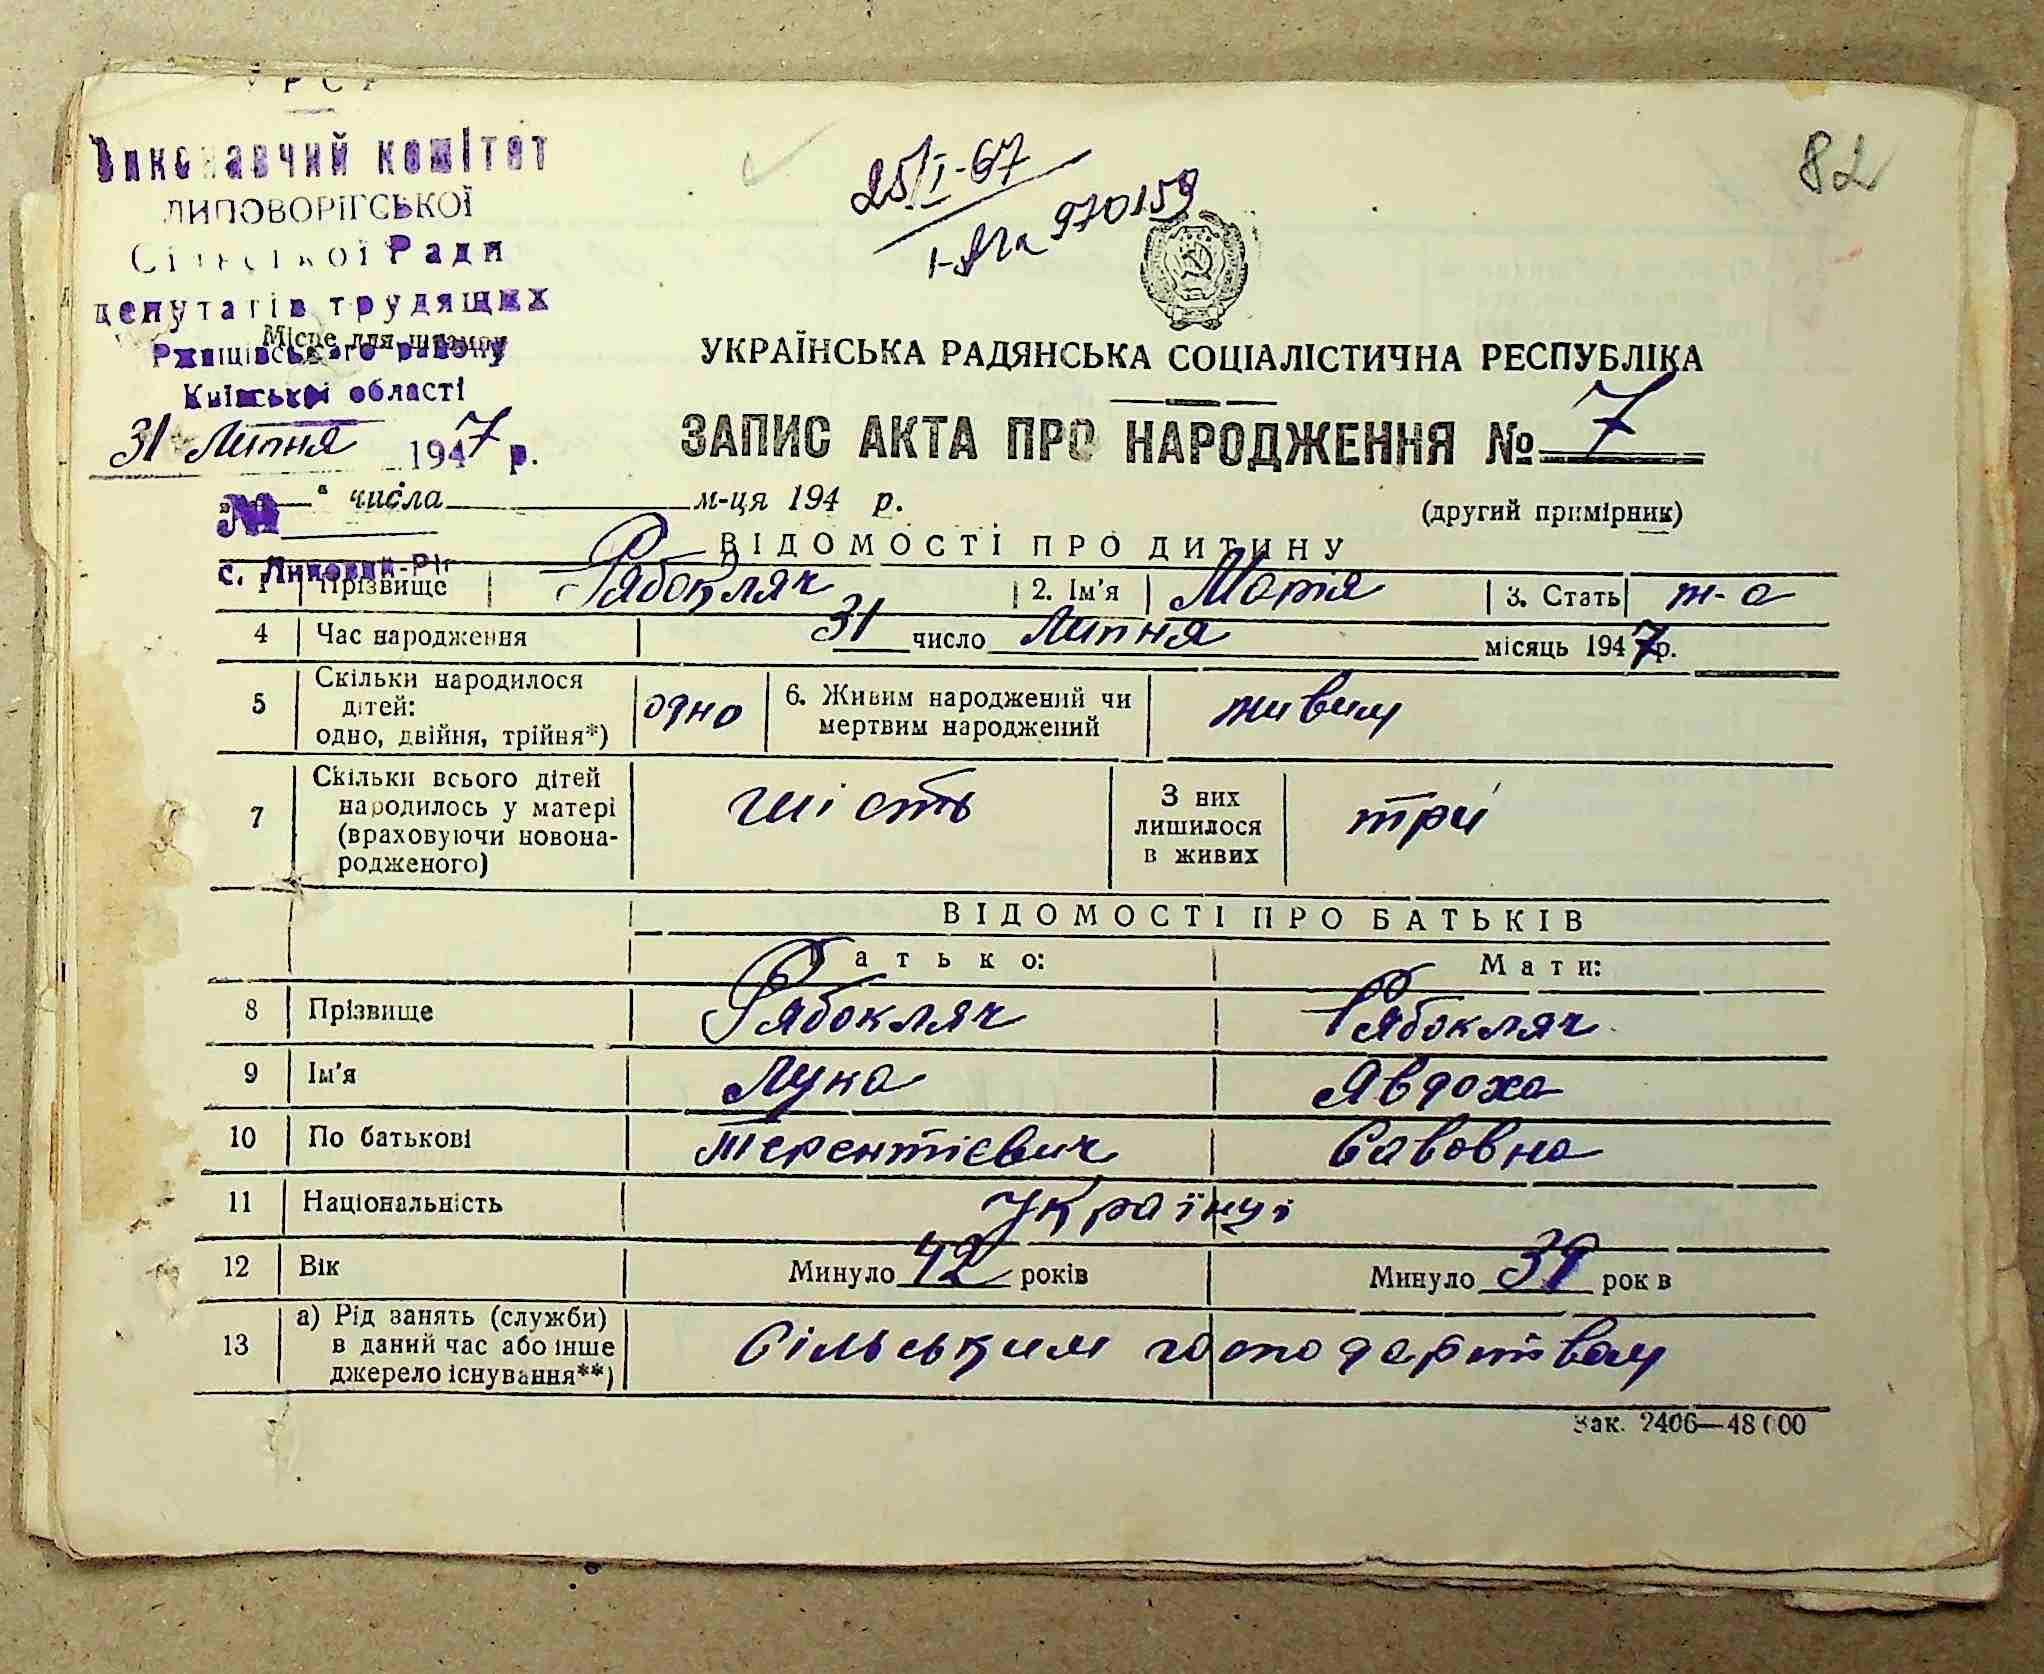 УРСР
Виконавчий комітет
ЛИПОВОРІГСЬКОЇ
Сільської Ради
депутатів трудящих
Місце для штампу
Ржищівського району
Київської області
31 Липня 1947 р.
№
с. Липовий-Ріг
25/I-67
970159
82
УКРАЇНСЬКА РАДЯНСЬКА СОЦІАЛІСТИЧНА РЕСПУБЛІКА
ЗАПИС АКТА ПРО НАРОДЖЕННЯ № 7
числа м-ця 194 р.
(другий примірник)
ВІДОМОСТІ ПРО ДИТИНУ
1 Прізвище Рябокляч 2. Ім'я Марія 3. Стать ж-а
4 Час народження 31 число Липня місяць 1947 р.
5 Скільки народилося дітей: одно, двійня, трійня*) одно 6. Живим народжений чи мертвим народжений живим
7 Скільки всього дітей народилось у матері (враховуючи новонародженого) шість З них лишилося в живих три
ВІДОМОСТІ ПРО БАТЬКІВ
Батько: Мати:
8 Прізвище Рябокляч Рябокляч
9 Ім'я Лука Явдоха
10 По батькові Терентієвич Савовна
11 Національність Українці
12 Вік Минуло 42 років Минуло 39 років
13 а) Рід занять (служби) в даний час або інше джерело існування**) Сільським господарством
Зак. 2406—48000